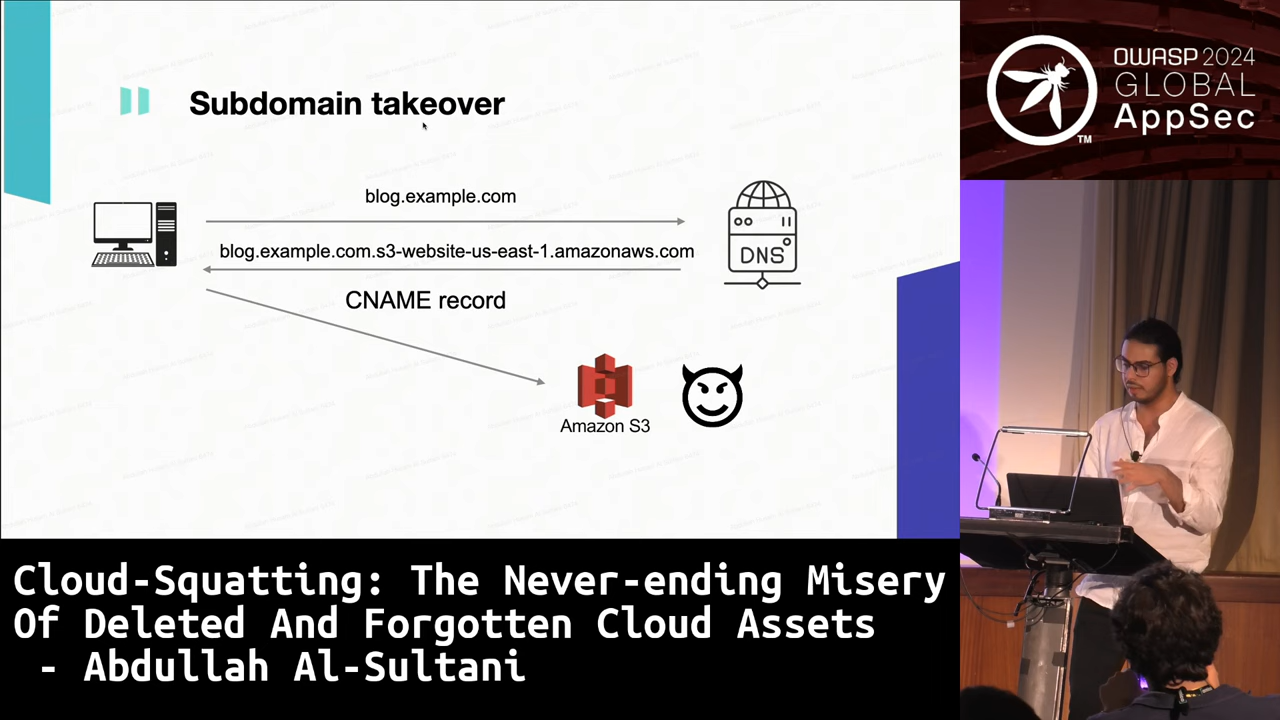 Subdomain takeover
blog.example.com
blog.example.com.s3-website-us-east-1.amazonaws.com
CNAME record
DNS
Amazon S3
OWASP 2024
GLOBAL
AppSec
TM
Cloud-Squatting: The Never-ending Misery
Of Deleted And Forgotten Cloud Assets
- Abdullah Al-Sultani